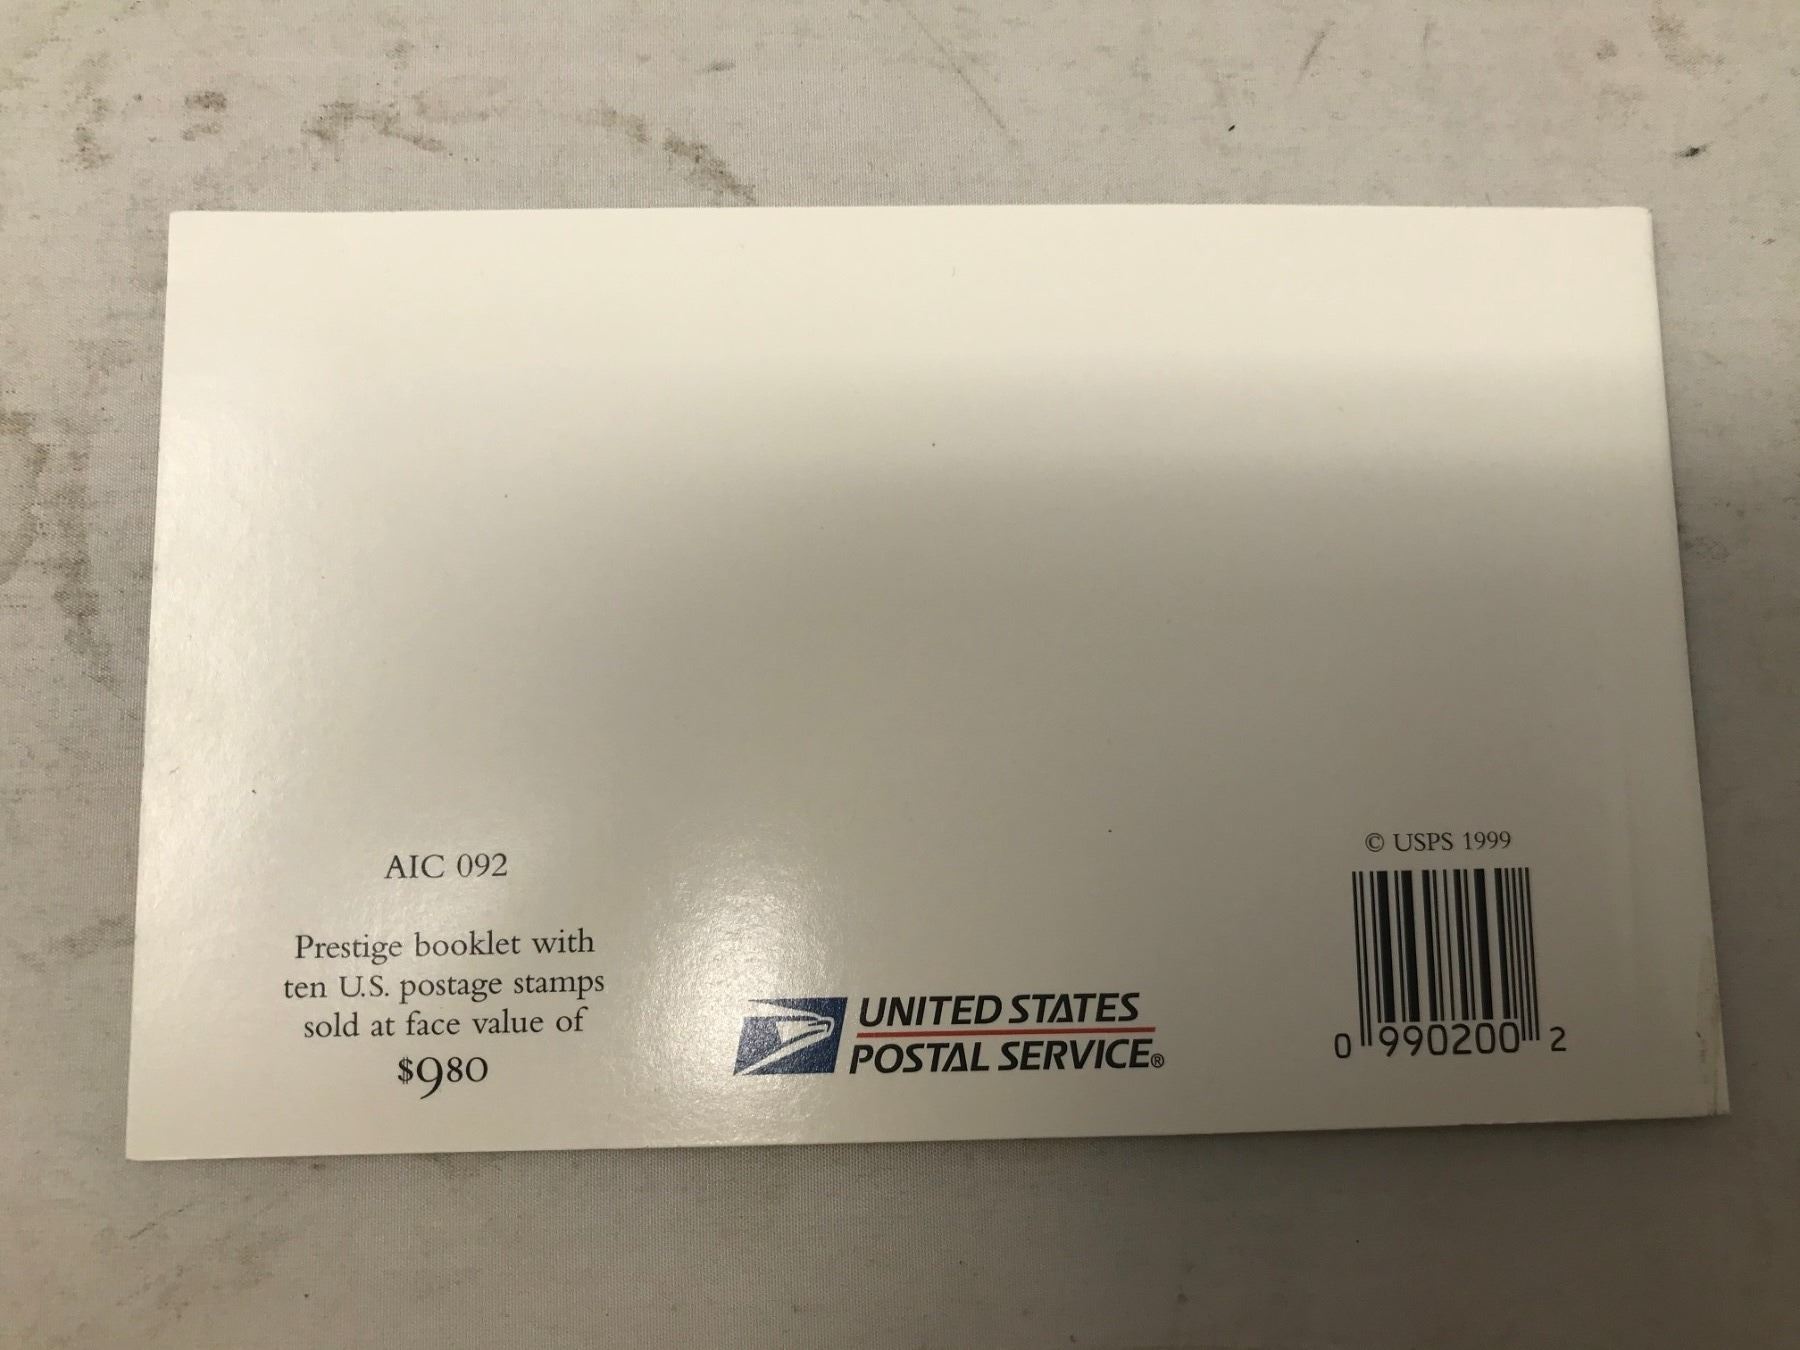 AIC 092
Prestige booklet with
ten U.S. postage stamps
sold at face value of
$980
UNITED STATES
POSTAL SERVICE®
© USPS 1999
0 990200 2